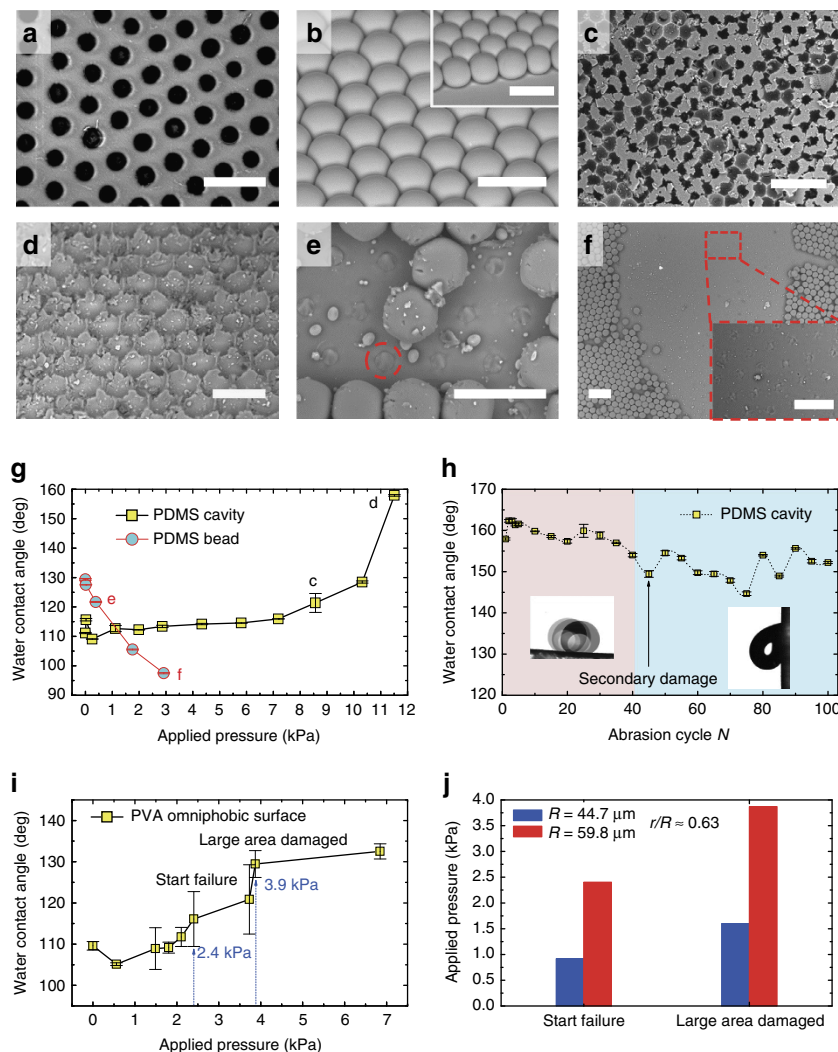 a
b
c
d
e
f
g
160
150
140
130
120
110
100
90
Water contact angle (deg)
PDMS cavity
PDMS bead
e
f
c
d
0 1 2 3 4 5 6 7 8 9 10 11 12
Applied pressure (kPa)
h
170
160
150
140
130
120
Water contact angle (deg)
PDMS cavity
Secondary damage
0 20 40 60 80 100
Abrasion cycle N
i
140
130
120
110
100
Water contact angle (deg)
PVA omniphobic surface
Large area damaged
Start failure
3.9 kPa
2.4 kPa
0 1 2 3 4 5 6 7
Applied pressure (kPa)
j
4.0
3.5
3.0
2.5
2.0
1.5
1.0
0.5
0.0
Applied pressure (kPa)
R = 44.7 μm
R = 59.8 μm
r/R ≈ 0.63
Start failure Large area damaged